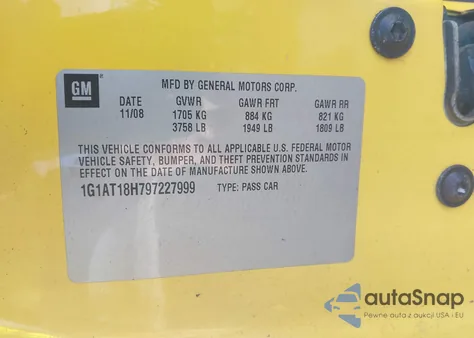 GM
MFD BY GENERAL MOTORS CORP.
DATE GVWR GAWR FRT GAWR RR
11/08 1705 KG 884 KG 821 KG
3758 LB 1949 LB 1809 LB
THIS VEHICLE CONFORMS TO ALL APPLICABLE U.S. FEDERAL MOTOR
VEHICLE SAFETY, BUMPER, AND THEFT PREVENTION STANDARDS IN
EFFECT ON THE DATE OF MANUFACTURE SHOWN ABOVE.
1G1AT18H797227999 TYPE: PASS CAR
autoSnap
Pewne auta z aukcji USA i EU